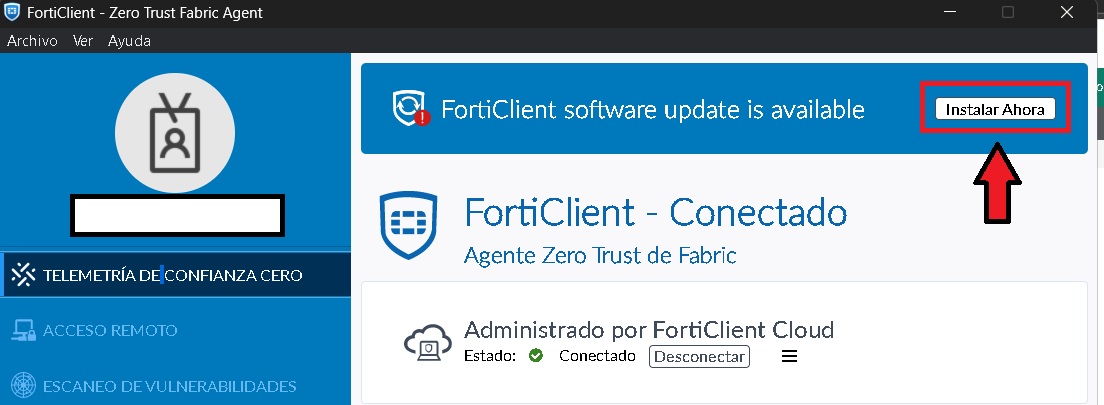 FortiClient - Zero Trust Fabric Agent
Archivo Ver Ayuda
FortiClient software update is available
Instalar Ahora
FortiClient - Conectado
Agente Zero Trust de Fabric
TELEMETRÍA DE CONFIANZA CERO
ACCESO REMOTO
ESCANEO DE VULNERABILIDADES
Administrado por FortiClient Cloud
Estado: Conectado Desconectar